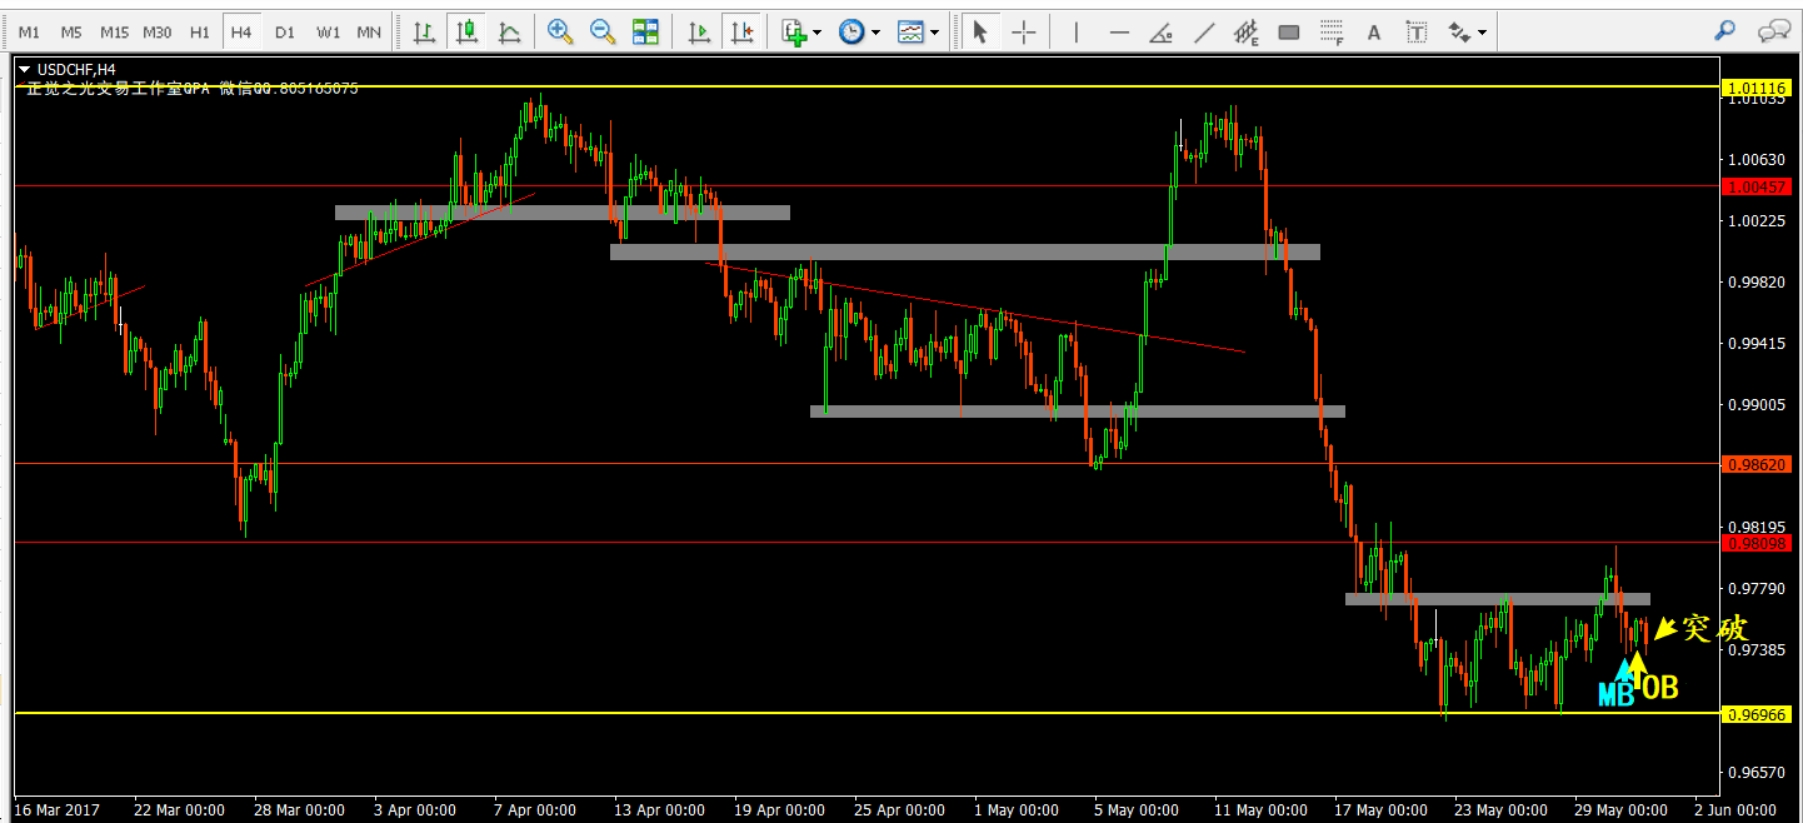 M1 M5 M15 M30 H1 H4 D1 W1 MN E F A T
USDCHF,H4
正觉之光交易工作室QPA 微信QQ.805165075
1.01116
1.01035
1.00630
1.00457
1.00225
0.99820
0.99415
0.99005
0.98620
0.98195
0.98098
0.97790
突破
0.97385
MB OB
0.96966
0.96570
16 Mar 2017 22 Mar 00:00 28 Mar 00:00 3 Apr 00:00 7 Apr 00:00 13 Apr 00:00 19 Apr 00:00 25 Apr 00:00 1 May 00:00 5 May 00:00 11 May 00:00 17 May 00:00 23 May 00:00 29 May 00:00 2 Jun 00:00